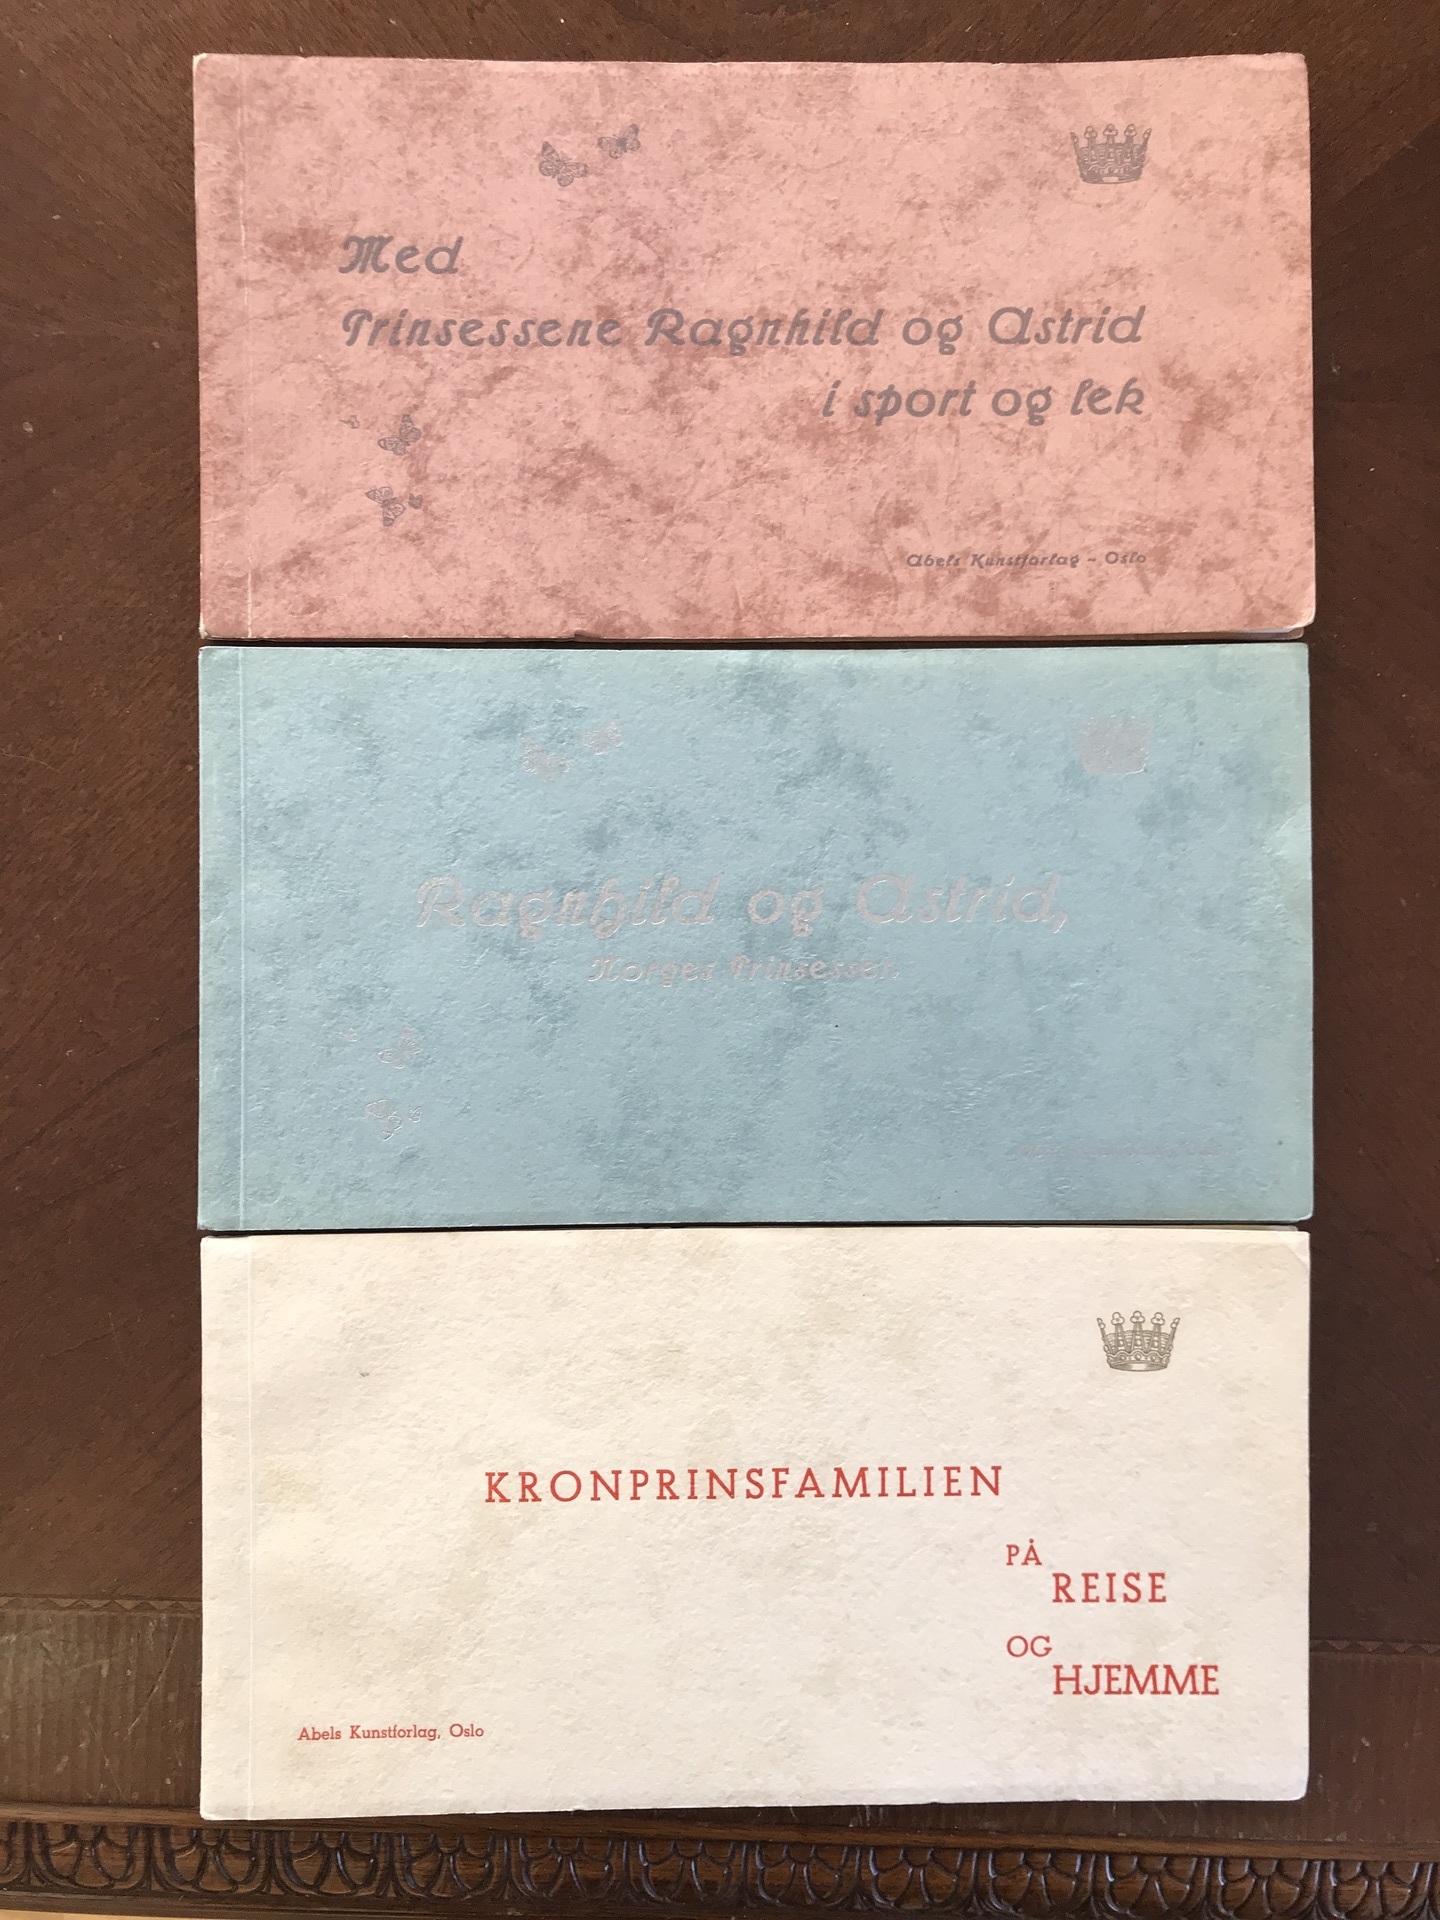 Med
Prinsessene Ragnhild og Astrid
i sport og lek
Abels Kunstforlag - Oslo
Ragnhild og Astrid,
Norges Prinsesser.
KRONPRINSFAMILIEN
PÅ
REISE
OG
HJEMME
Abels Kunstforlag, Oslo